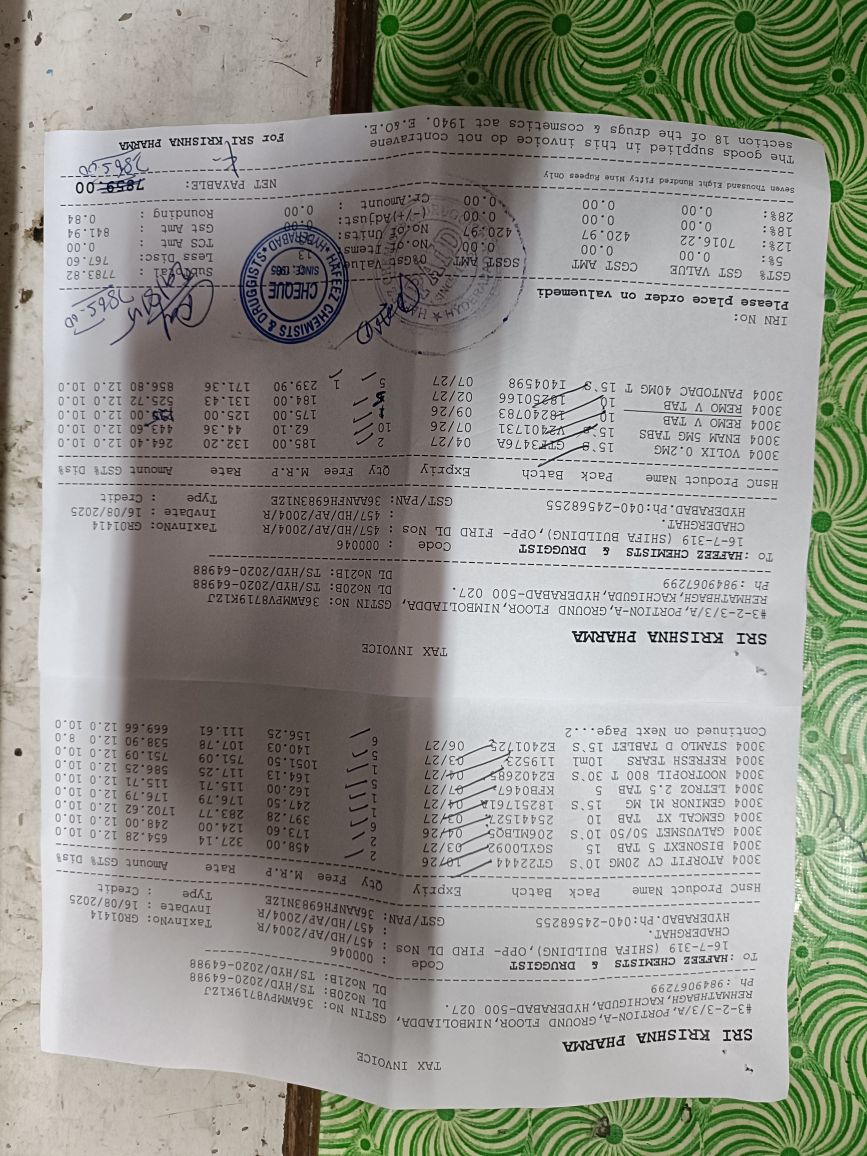 TAX INVOICE
SRI KRISHNA PHARMA
#3-2-3/3/A, PORTION-A, GROUND FLOOR, NIMBOLIADDA, GSTIN No: 36AWMPV8719K1ZJ
REHMATHBAGH, KACHIGUDA, HYDERABAD-500 027. DL No20B: TS/HYD/2020-64988
Ph :9849067299 DL No21B: TS/HYD/2020-64988
To :HAFEEZ CHEMISTS & DRUGGIST Code : 000046
16-7-319 (SHIFA BUILDING), OPP- FIRD DL Nos : 457/HD/AP/2004/R TaxInvNo: GR01414
CHADERGHAT. : 457/HD/AP/2004/R InvDate : 16/08/2025
HYDERABAD.Ph:040-24568255 GST/PAN: 36AANFH6983N1ZE Type : Credit
HsnC Product Name Pack Batch Expriy Qty Free M.R.P Rate Amount GST% Dis%
3004 ATORFIT CV 20MG 10'S GT22444 10/26 2 458.00 327.14 654.28 12.0 10.0
3004 BISONEXT 5 TAB 15 SGYL0092 03/27 2 173.60 124.00 248.00 12.0 10.0
3004 GALVUSNET 50/50 10'S 04/26 6 397.28 283.77 1702.62 12.0 10.0
3004 GEMCAL XT TAB 10 25441527 03/27 1 247.50 176.79 176.79 12.0 10.0
3004 GEMINOR M1 MG 15'S 18251761A 04/27 1 162.00 115.71 115.71 12.0 10.0
3004 LETROZ 2.5 TAB 5 KFB0467 07/27 5 164.13 117.25 586.25 12.0 10.0
3004 NOOTROPIL 800 T 30'S E2402685 04/27 1 1051.50 751.09 751.09 12.0 10.0
3004 REFRESH TEARS 10ml 119523 03/27 5 140.03 107.78 538.90 12.0 8.0
3004 STAMLO D TABLET 15'S E2401725 06/27 6 156.25 111.61 669.66 12.0 10.0
Continued on Next Page...2
TAX INVOICE
SRI KRISHNA PHARMA
#3-2-3/3/A, PORTION-A, GROUND FLOOR, NIMBOLIADDA, GSTIN No: 36AWMPV8719K1ZJ
REHMATHBAGH, KACHIGUDA, HYDERABAD-500 027. DL No20B: TS/HYD/2020-64988
Ph :9849067299 DL No21B: TS/HYD/2020-64988
To :HAFEEZ CHEMISTS & DRUGGIST Code : 000046
16-7-319 (SHIFA BUILDING), OPP- FIRD DL Nos : 457/HD/AP/2004/R TaxInvNo: GR01414
CHADERGHAT. : 457/HD/AP/2004/R InvDate : 16/08/2025
HYDERABAD.Ph:040-24568255 GST/PAN: 36AANFH6983N1ZE Type : Credit
HsnC Product Name Pack Batch Expriy Qty Free M.R.P Rate Amount GST% Dis%
3004 VOLIX 0.2MG 15'S GTF3476A 04/27 2 185.00 132.20 264.40 12.0 10.0
3004 ENAM 5MG TABS 15'S V2401731 07/26 10 62.10 44.36 443.60 12.0 10.0
3004 REMO V TAB 10 18240783 09/26 1 175.00 125.00 12.0 10.0
3004 REMO V TAB 10 18250166 02/27 184.00 131.43 525.72 12.0 10.0
3004 PANTODAC 40MG T 15'S I404598 07/27 5 1 239.90 171.36 856.80 12.0 10.0
IRN No:
Please place order on valuemedi
GST% GST VALUE CGST AMT SGST AMT 0%Gst Value Sub Total : 7783.82
5%: 0.00 0.00 0.00 No.of Items: 13 Less Disc: 767.60
12%: 7016.22 420.97 420.97 No.of Units: TCS Amt : 0.00
18%: 0.00 0.00 0.00 (-/+)Adjust: 0.00 Gst Amt : 841.94
28%: 0.00 0.00 0.00 Cr.Amount : 0.00 Rounding : 0.84
HAFEEZ CHEMISTS & DRUGGISTS
CHEQUE
SINCE:1965
HYDERABAD
7865-00
Seven Thousand Eight Hundred Fifty Nine Rupees Only NET PAYABLE: 7859.00
7865.00
The goods supplied in this invoice do not contravene For SRI KRISHNA PHARMA
section 18 of the drugs & cosmetics act 1940. E.&O.E.